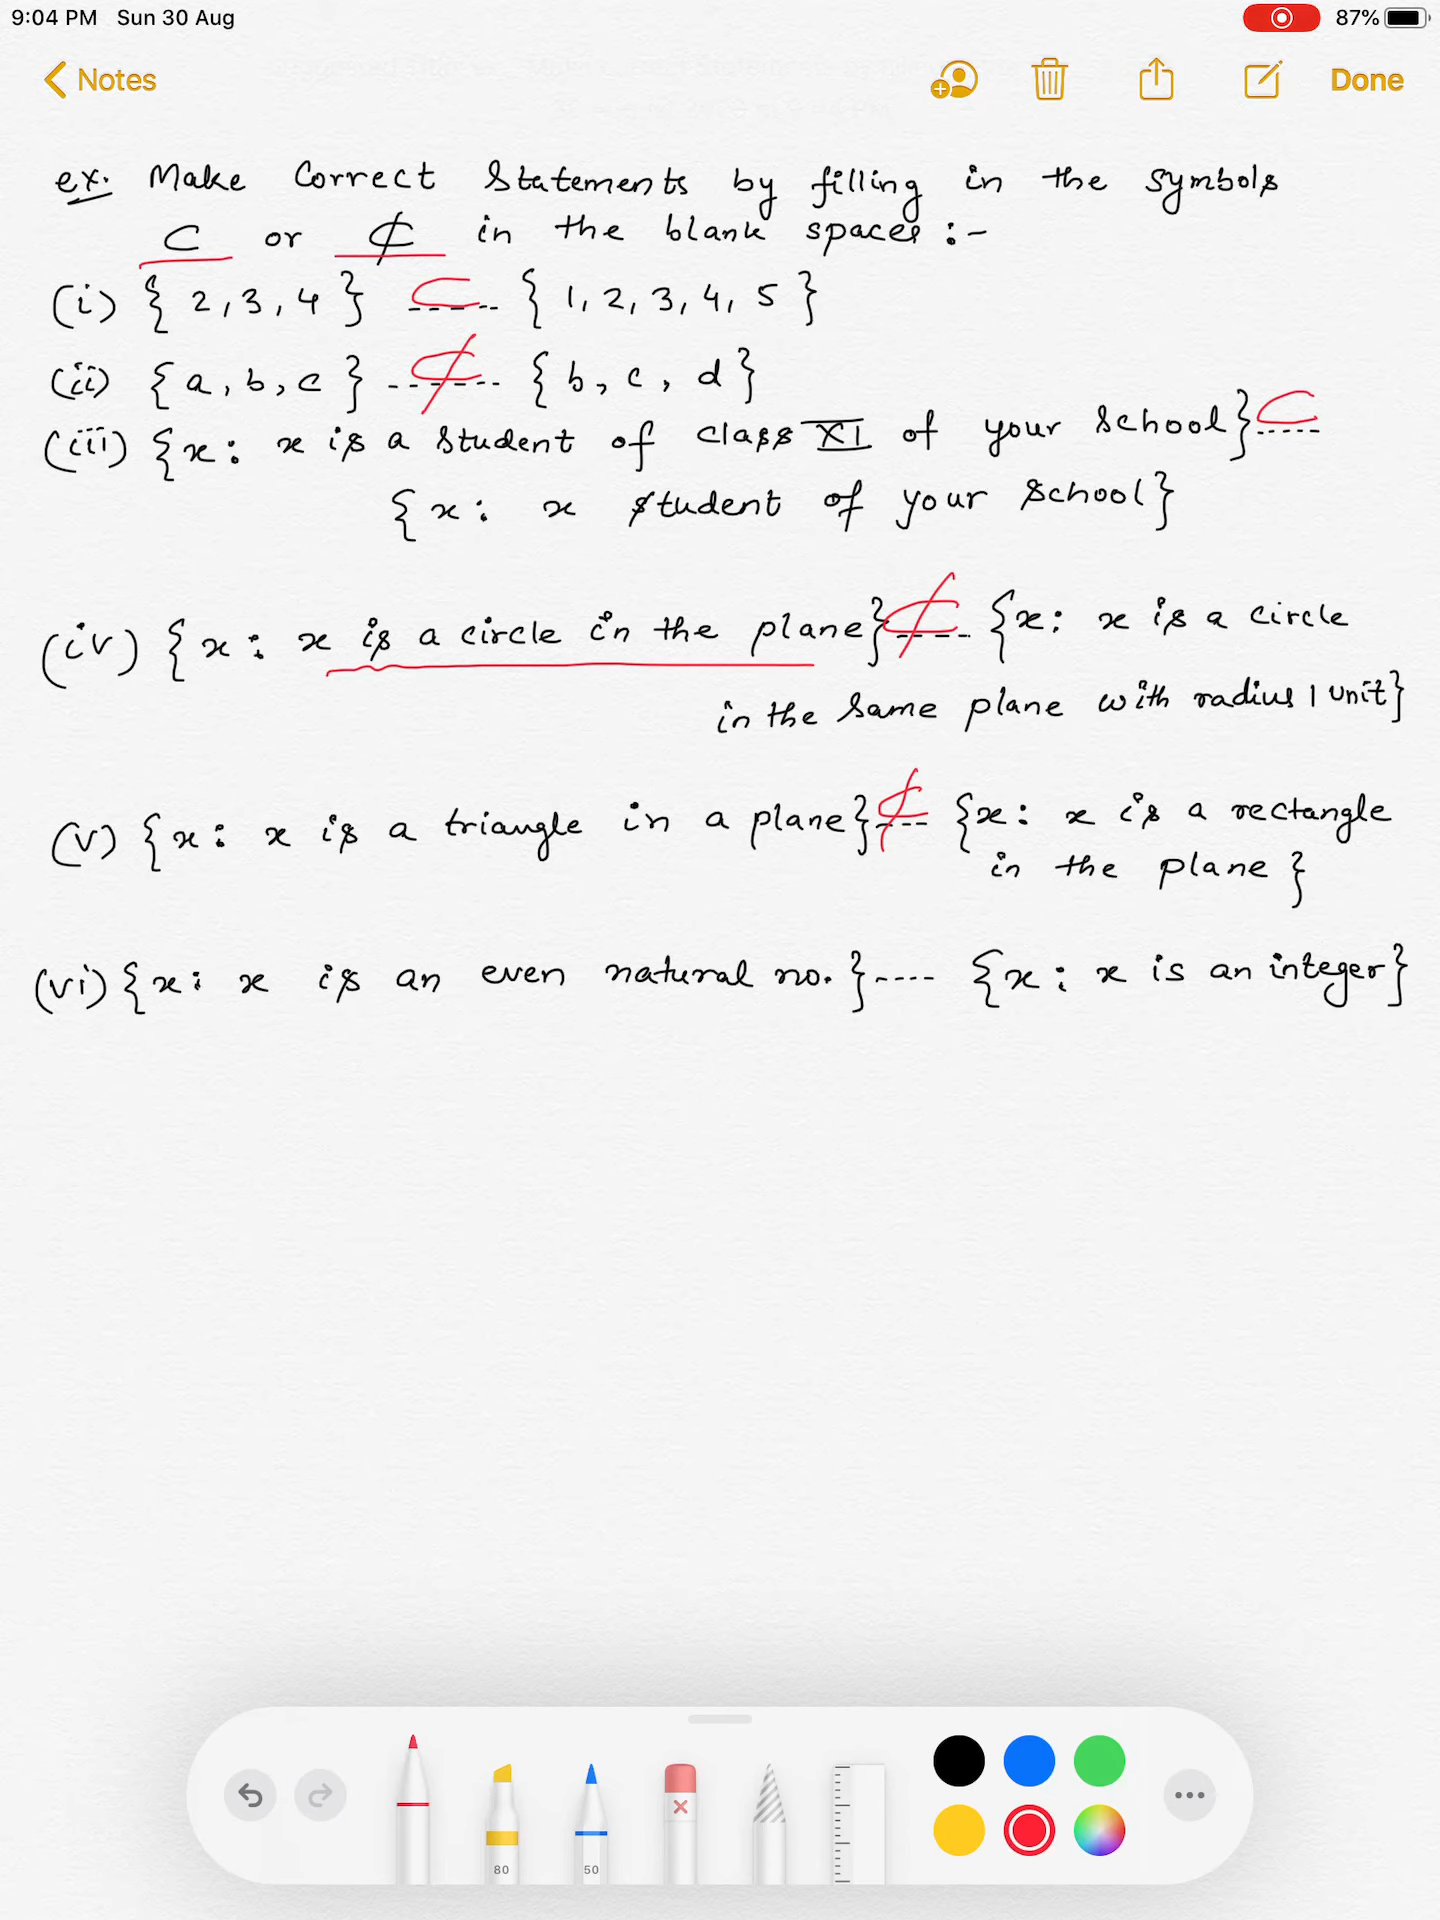 9:04 PM Sun 30 Aug 87%
Notes Done
ex. Make Correct Statements by filling in the symbols
⊂ or ⊄ in the blank spaces :-
(i) { 2, 3, 4 } ⊂ ----- { 1, 2, 3, 4, 5 }
(ii) { a, b, c } --⊄---- { b, c, d }
(iii) {x: x is a student of class XI of your school} ⊂ -----
{x: x student of your school}
(iv) {x: x is a circle in the plane} ⊄ ---- {x: x is a circle
in the same plane with radius 1 unit}
(v) {x: x is a triangle in a plane} ⊄ ---- {x: x is a rectangle
in the plane }
(vi) {x: x is an even natural no. } ---- {x: x is an integer}
80 50